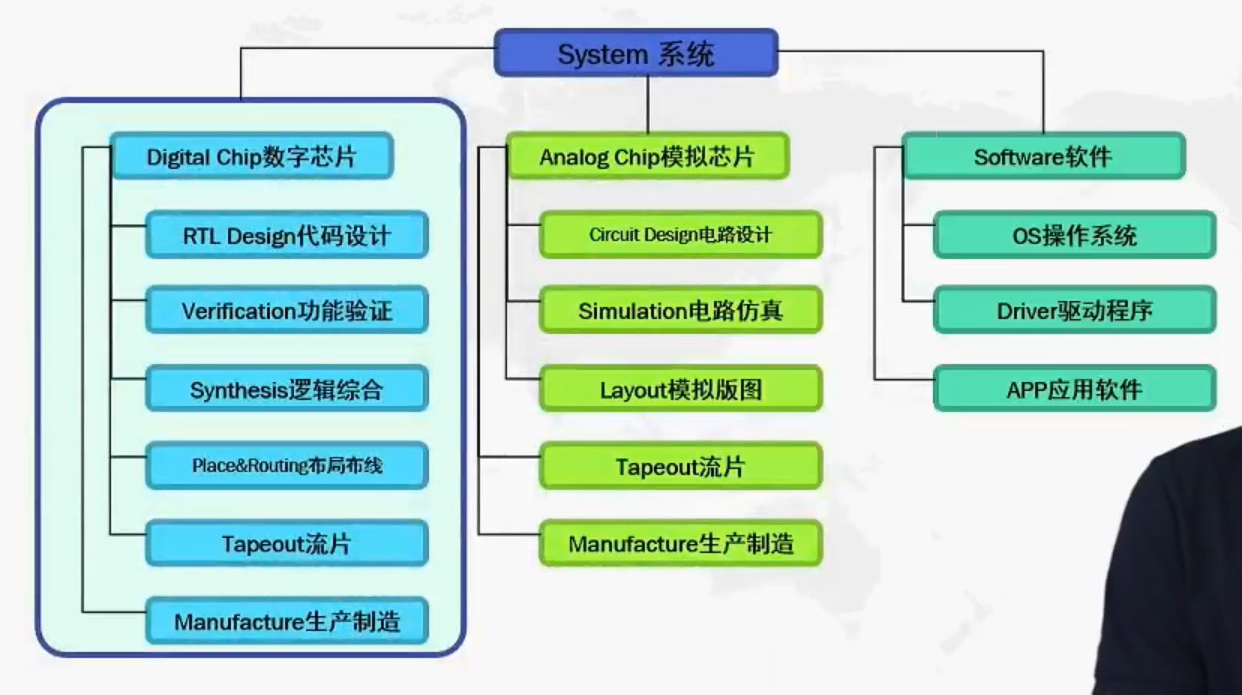 System 系统
Digital Chip数字芯片
RTL Design代码设计
Verification功能验证
Synthesis逻辑综合
Place&Routing布局布线
Tapeout流片
Manufacture生产制造
Analog Chip模拟芯片
Circuit Design电路设计
Simulation电路仿真
Layout模拟版图
Tapeout流片
Manufacture生产制造
Software软件
OS操作系统
Driver驱动程序
APP应用软件